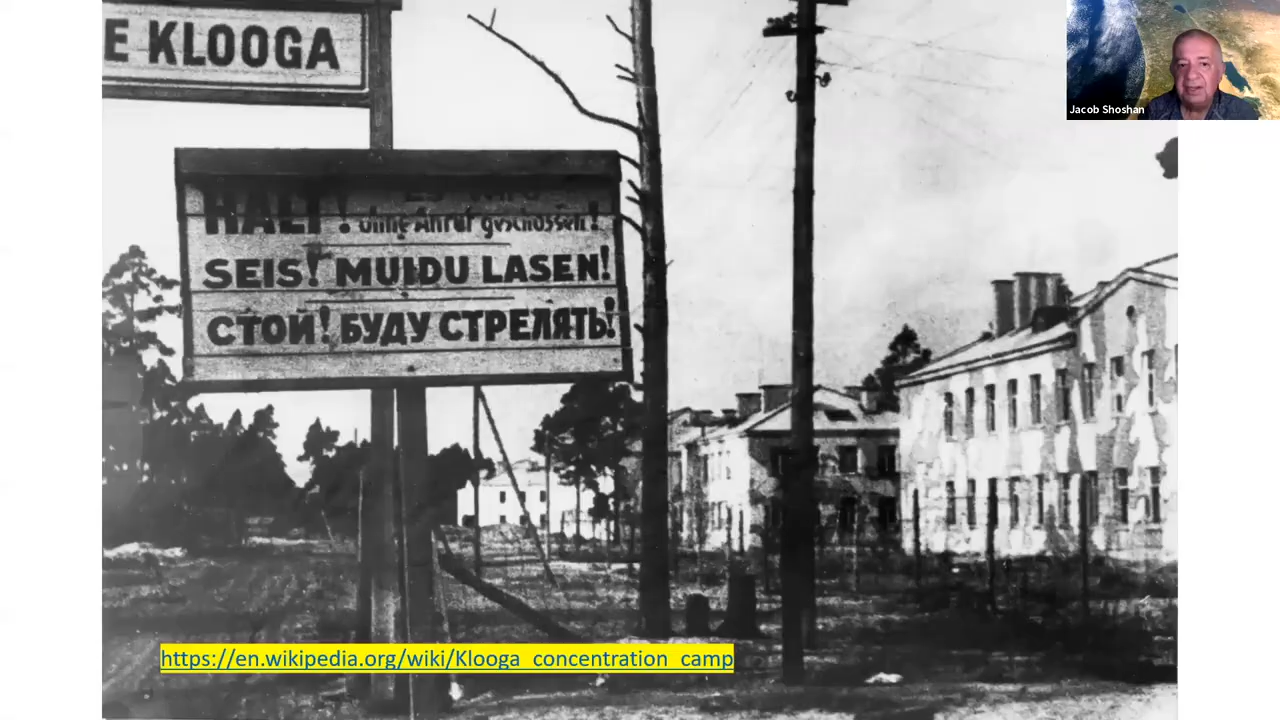 E KLOOGA
Jacob Shoshan
HALT! ohne Anruf geschossen!
SEIS! MUIDU LASEN!
СТОЙ! БУДУ СТРЕЛЯТЬ!
https://en.wikipedia.org/wiki/Klooga_concentration_camp